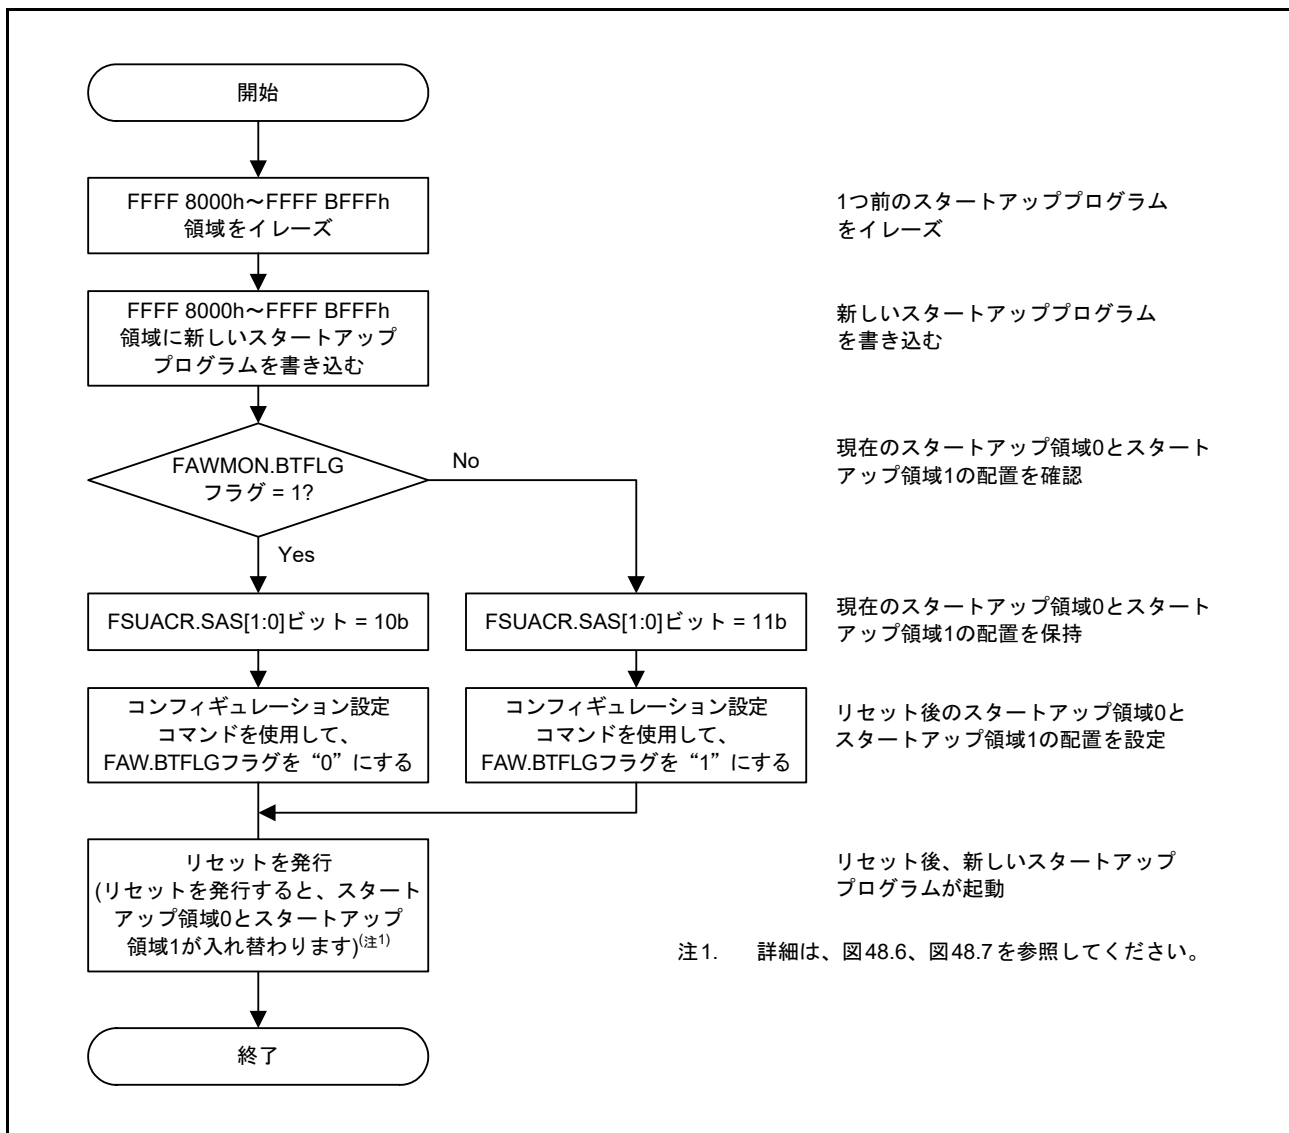 開始
FFFF 8000h～FFFF BFFFh
領域をイレーズ
1つ前のスタートアッププログラム
をイレーズ
FFFF 8000h～FFFF BFFFh
領域に新しいスタートアップ
プログラムを書き込む
新しいスタートアッププログラム
を書き込む
FAWMON.BTFLG
フラグ = 1?
No
Yes
現在のスタートアップ領域0とスタート
アップ領域1の配置を確認
FSUACR.SAS[1:0]ビット = 10b
FSUACR.SAS[1:0]ビット = 11b
現在のスタートアップ領域0とスタート
アップ領域1の配置を保持
コンフィギュレーション設定
コマンドを使用して、
FAW.BTFLGフラグを“0”にする
コンフィギュレーション設定
コマンドを使用して、
FAW.BTFLGフラグを“1”にする
リセット後のスタートアップ領域0と
スタートアップ領域1の配置を設定
リセットを発行
(リセットを発行すると、スタート
アップ領域0とスタートアップ
領域1が入れ替わります)(注1)
リセット後、新しいスタートアップ
プログラムが起動
注1. 詳細は、図48.6、図48.7を参照してください。
終了